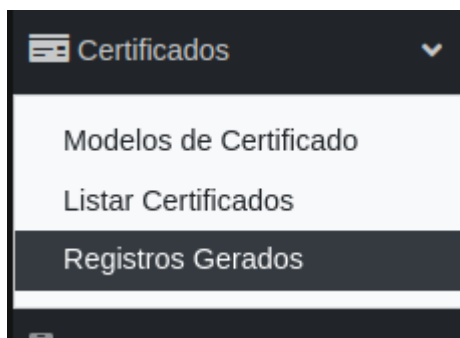 Certificados
Modelos de Certificado
Listar Certificados
Registros Gerados